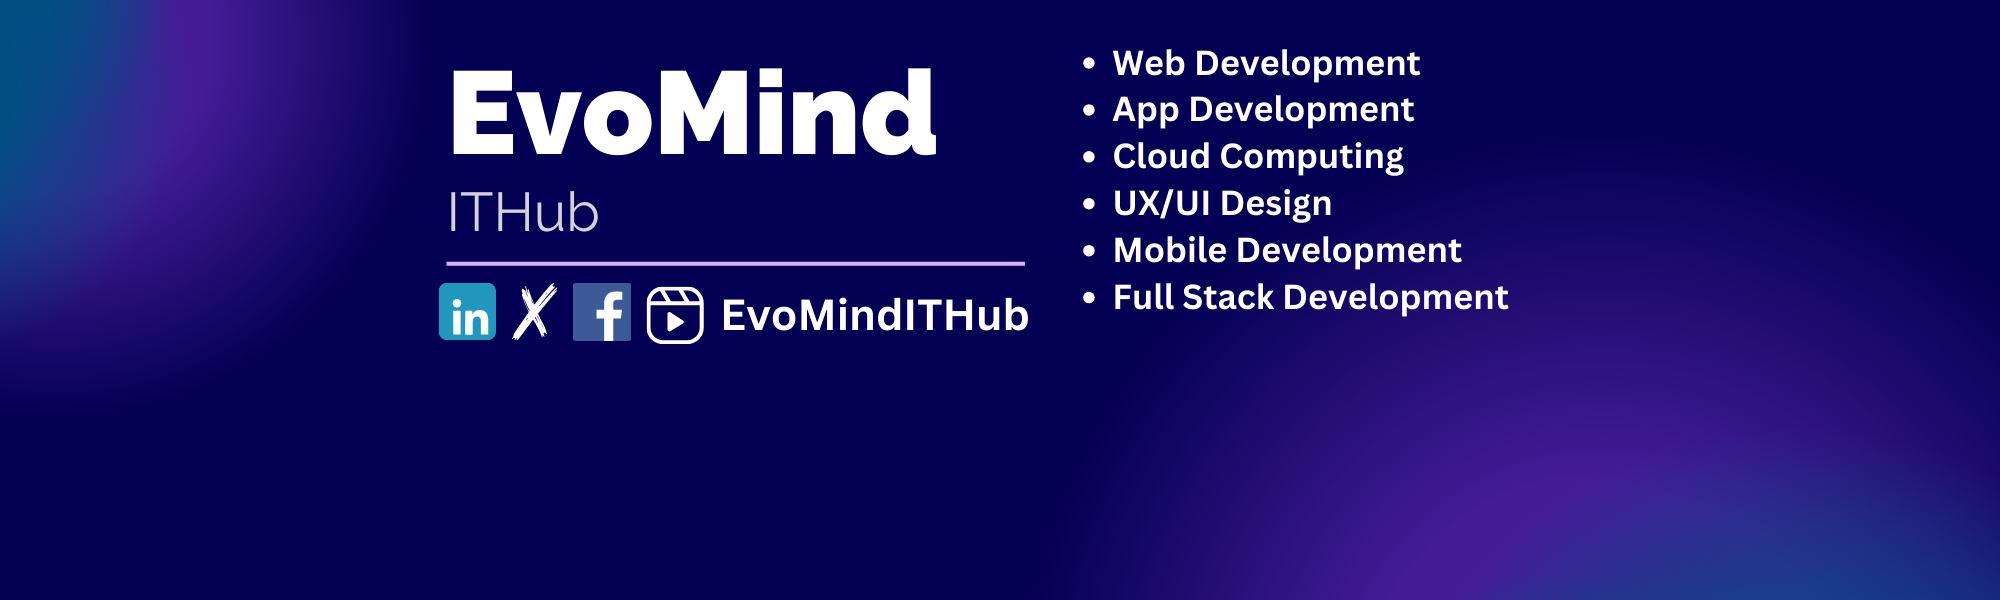 EvoMind
ITHub
EvoMindITHub
• Web Development
• App Development
• Cloud Computing
• UX/UI Design
• Mobile Development
• Full Stack Development